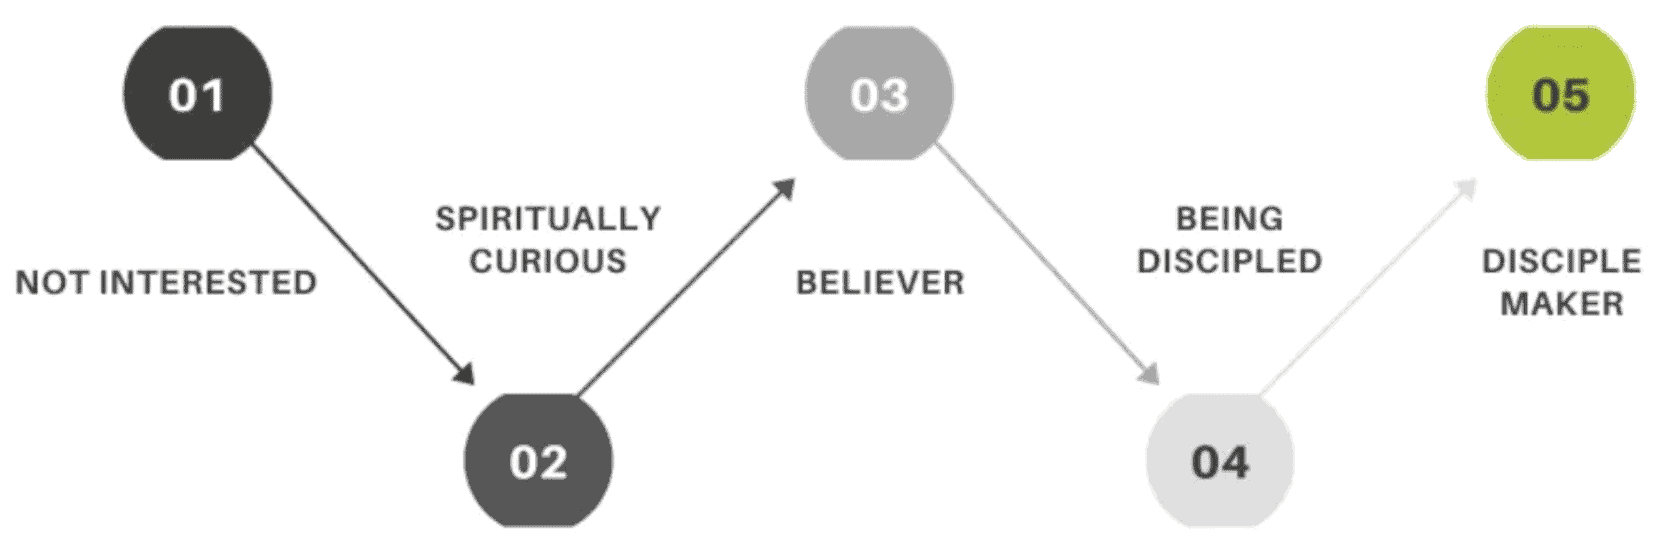 01
NOT INTERESTED
SPIRITUALLY
CURIOUS
02
03
BELIEVER
BEING
DISCIPLED
04
05
DISCIPLE
MAKER